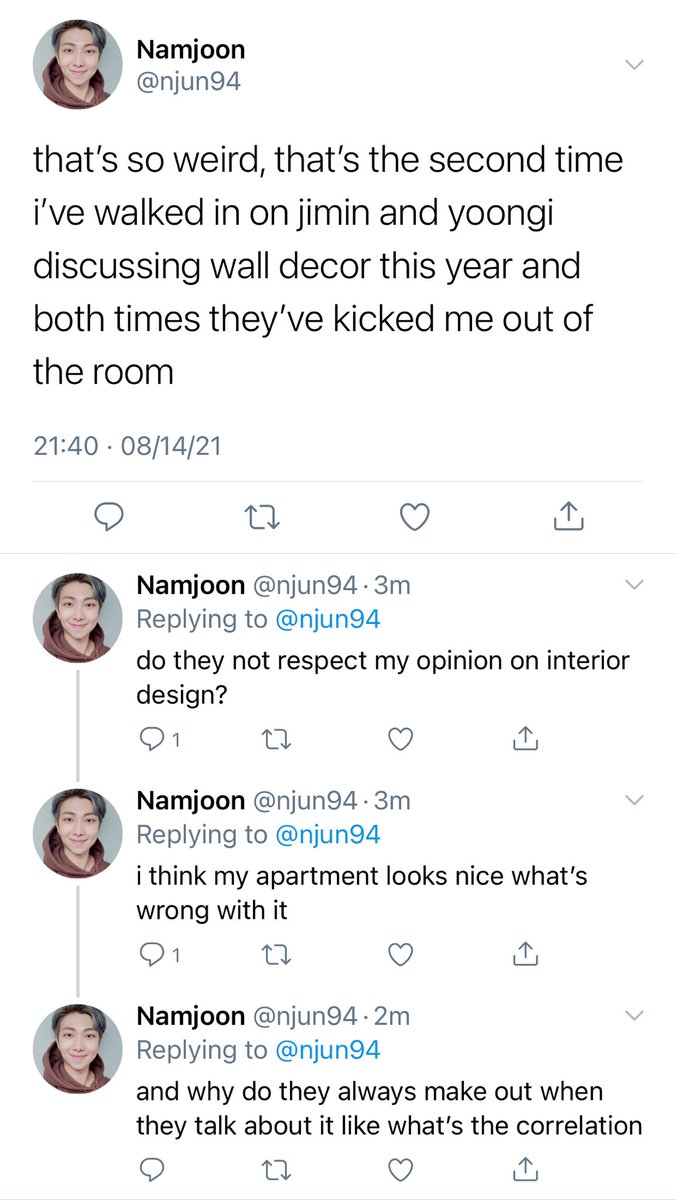 Namjoon
@njun94
that’s so weird, that’s the second time
i’ve walked in on jimin and yoongi
discussing wall decor this year and
both times they’ve kicked me out of
the room
21:40 · 08/14/21
Namjoon @njun94 · 3m
Replying to @njun94
do they not respect my opinion on interior
design?
1
Namjoon @njun94 · 3m
Replying to @njun94
i think my apartment looks nice what’s
wrong with it
1
Namjoon @njun94 · 2m
Replying to @njun94
and why do they always make out when
they talk about it like what’s the correlation